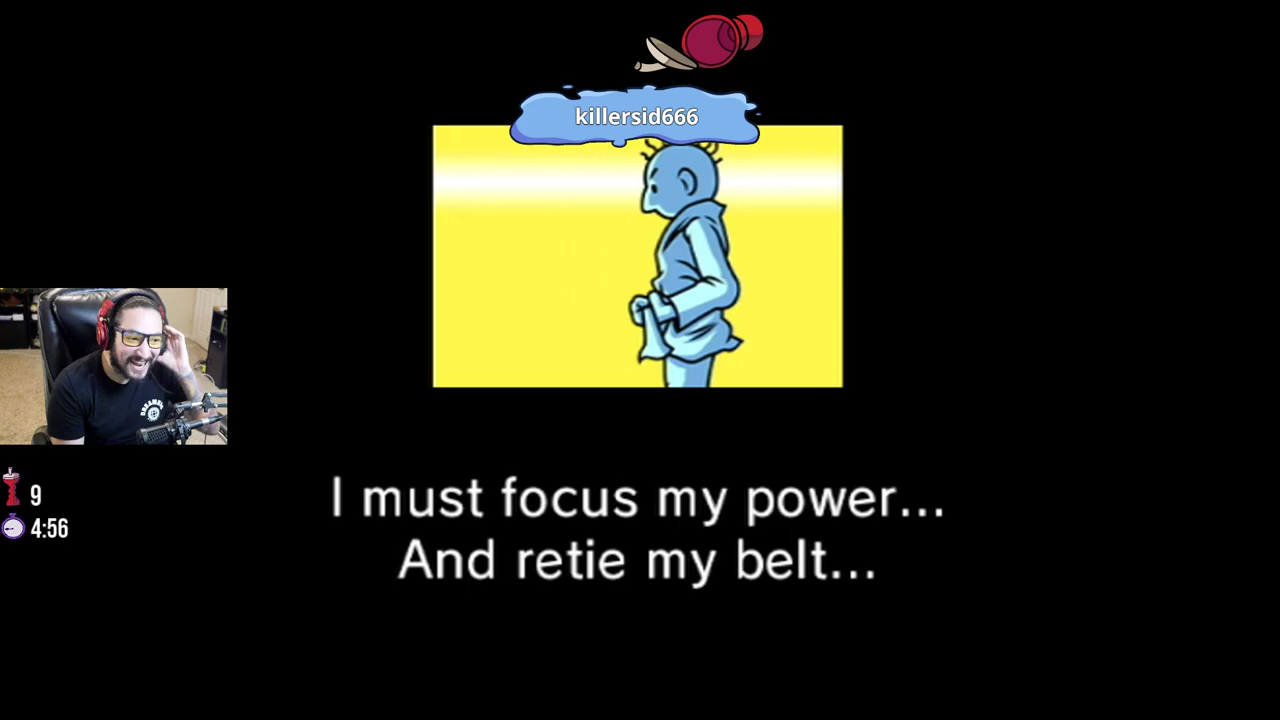 killersid666
9
4:56
I must focus my power...
And retie my belt...